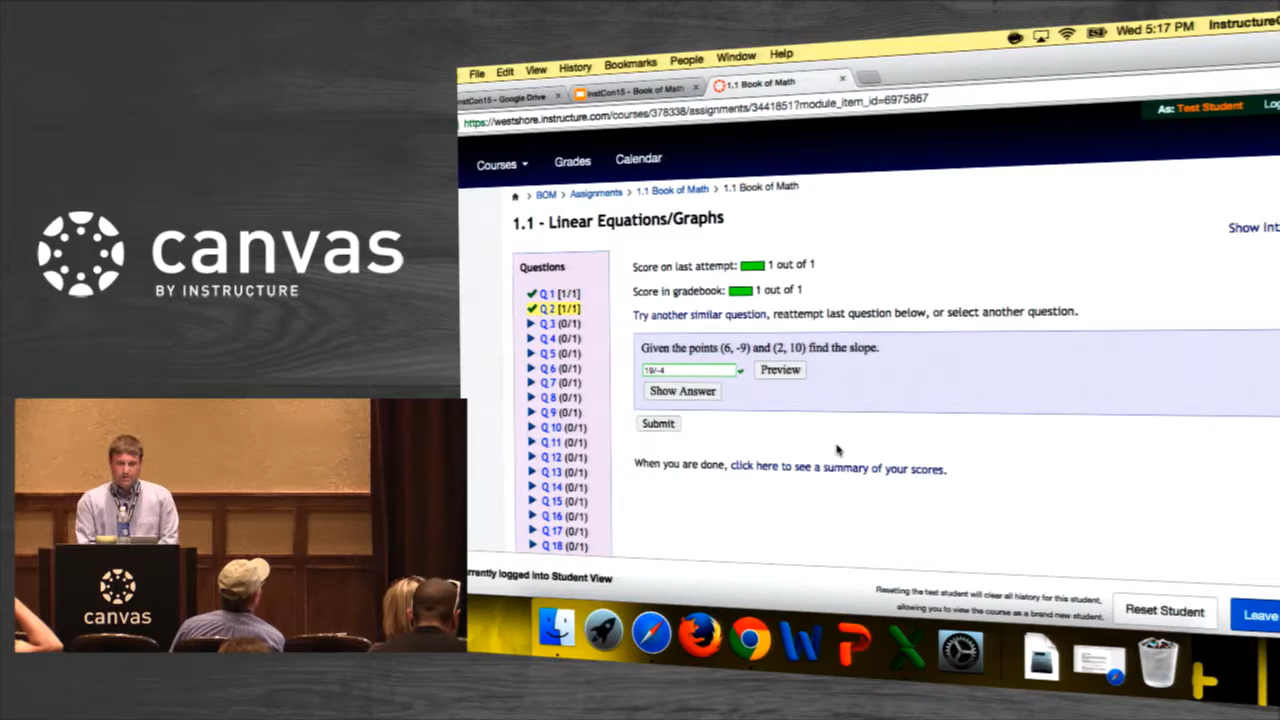 canvas
BY INSTRUCTURE
canvas
File Edit View History Bookmarks People Window Help
Wed 5:17 PM
InstCon15 - Google Drive
InstCon15 - Book of Math
1.1 Book of Math
https://westshore.instructure.com/courses/378338/assignments/3441851?module_item_id=6975867
As: Test Student
Courses Grades Calendar
> BOM > Assignments > 1.1 Book of Math > 1.1 Book of Math
1.1 - Linear Equations/Graphs
Show Int
Questions
Q 1 [1/1]
Q 2 [1/1]
Q 3 (0/1)
Q 4 (0/1)
Q 5 (0/1)
Q 6 (0/1)
Q 7 (0/1)
Q 8 (0/1)
Q 9 (0/1)
Q 10 (0/1)
Q 11 (0/1)
Q 12 (0/1)
Q 13 (0/1)
Q 14 (0/1)
Q 15 (0/1)
Q 16 (0/1)
Q 17 (0/1)
Q 18 (0/1)
Score on last attempt: 1 out of 1
Score in gradebook: 1 out of 1
Try another similar question, reattempt last question below, or select another question.
Given the points (6, -9) and (2, 10) find the slope.
19/-4
Preview
Show Answer
Submit
When you are done, click here to see a summary of your scores.
logged into Student View
Resetting the test student will clear all history for this student,
allowing you to view the course as a brand new student.
Reset Student
Leave